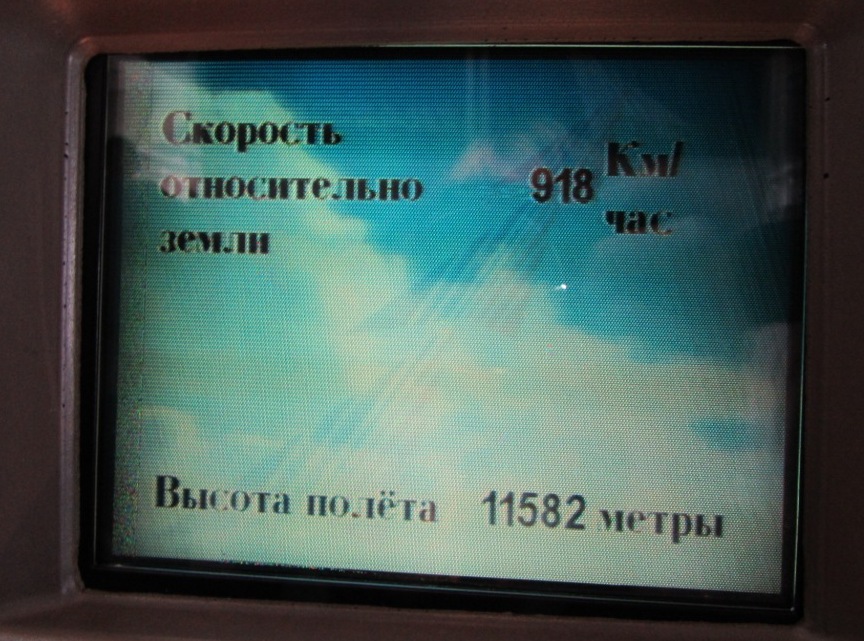 Скорость
относительно
земли
918 Км/
час
Высота полёта 11582 метры